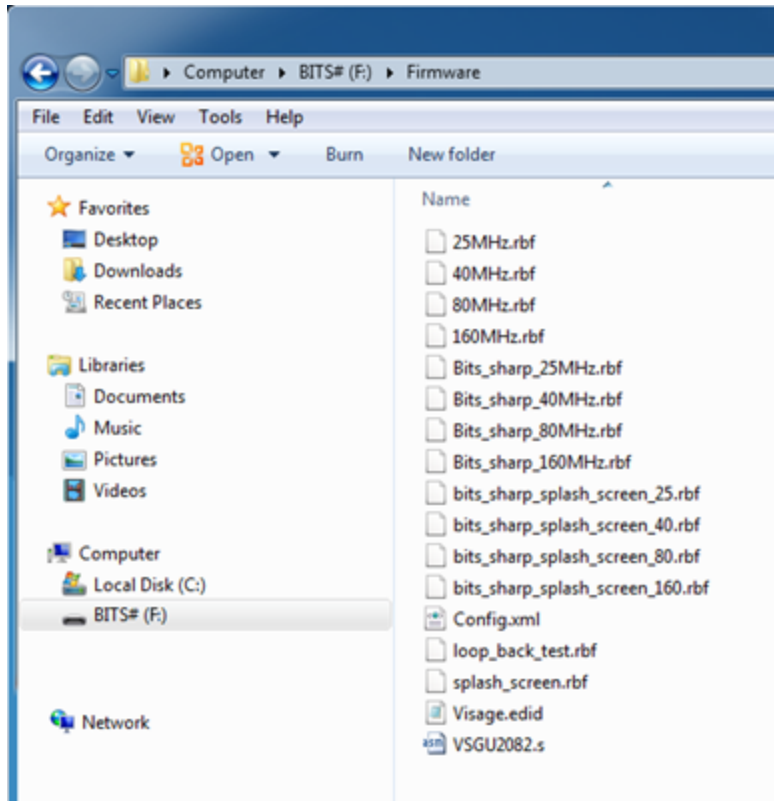 Computer BITS# (F:) Firmware
File Edit View Tools Help
Organize Open Burn New folder
Favorites
Desktop
Downloads
Recent Places
Libraries
Documents
Music
Pictures
Videos
Computer
Local Disk (C:)
BITS# (F:)
Network
Name
25MHz.rbf
40MHz.rbf
80MHz.rbf
160MHz.rbf
Bits_sharp_25MHz.rbf
Bits_sharp_40MHz.rbf
Bits_sharp_80MHz.rbf
Bits_sharp_160MHz.rbf
bits_sharp_splash_screen_25.rbf
bits_sharp_splash_screen_40.rbf
bits_sharp_splash_screen_80.rbf
bits_sharp_splash_screen_160.rbf
Config.xml
loop_back_test.rbf
splash_screen.rbf
Visage.edid
asm VSGU2082.s